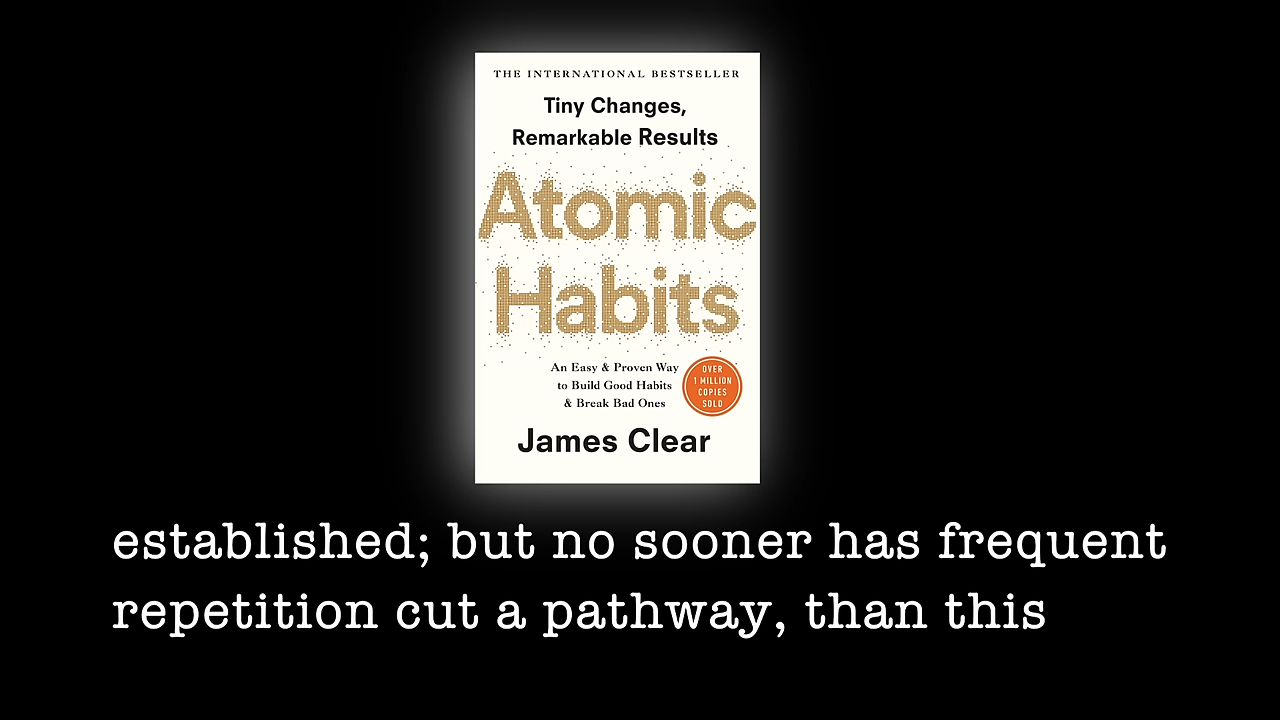 THE INTERNATIONAL BESTSELLER
Tiny Changes,
Remarkable Results
Atomic
Habits
An Easy & Proven Way
to Build Good Habits
& Break Bad Ones
OVER
1 MILLION
COPIES
SOLD
James Clear
established; but no sooner has frequent
repetition cut a pathway, than this